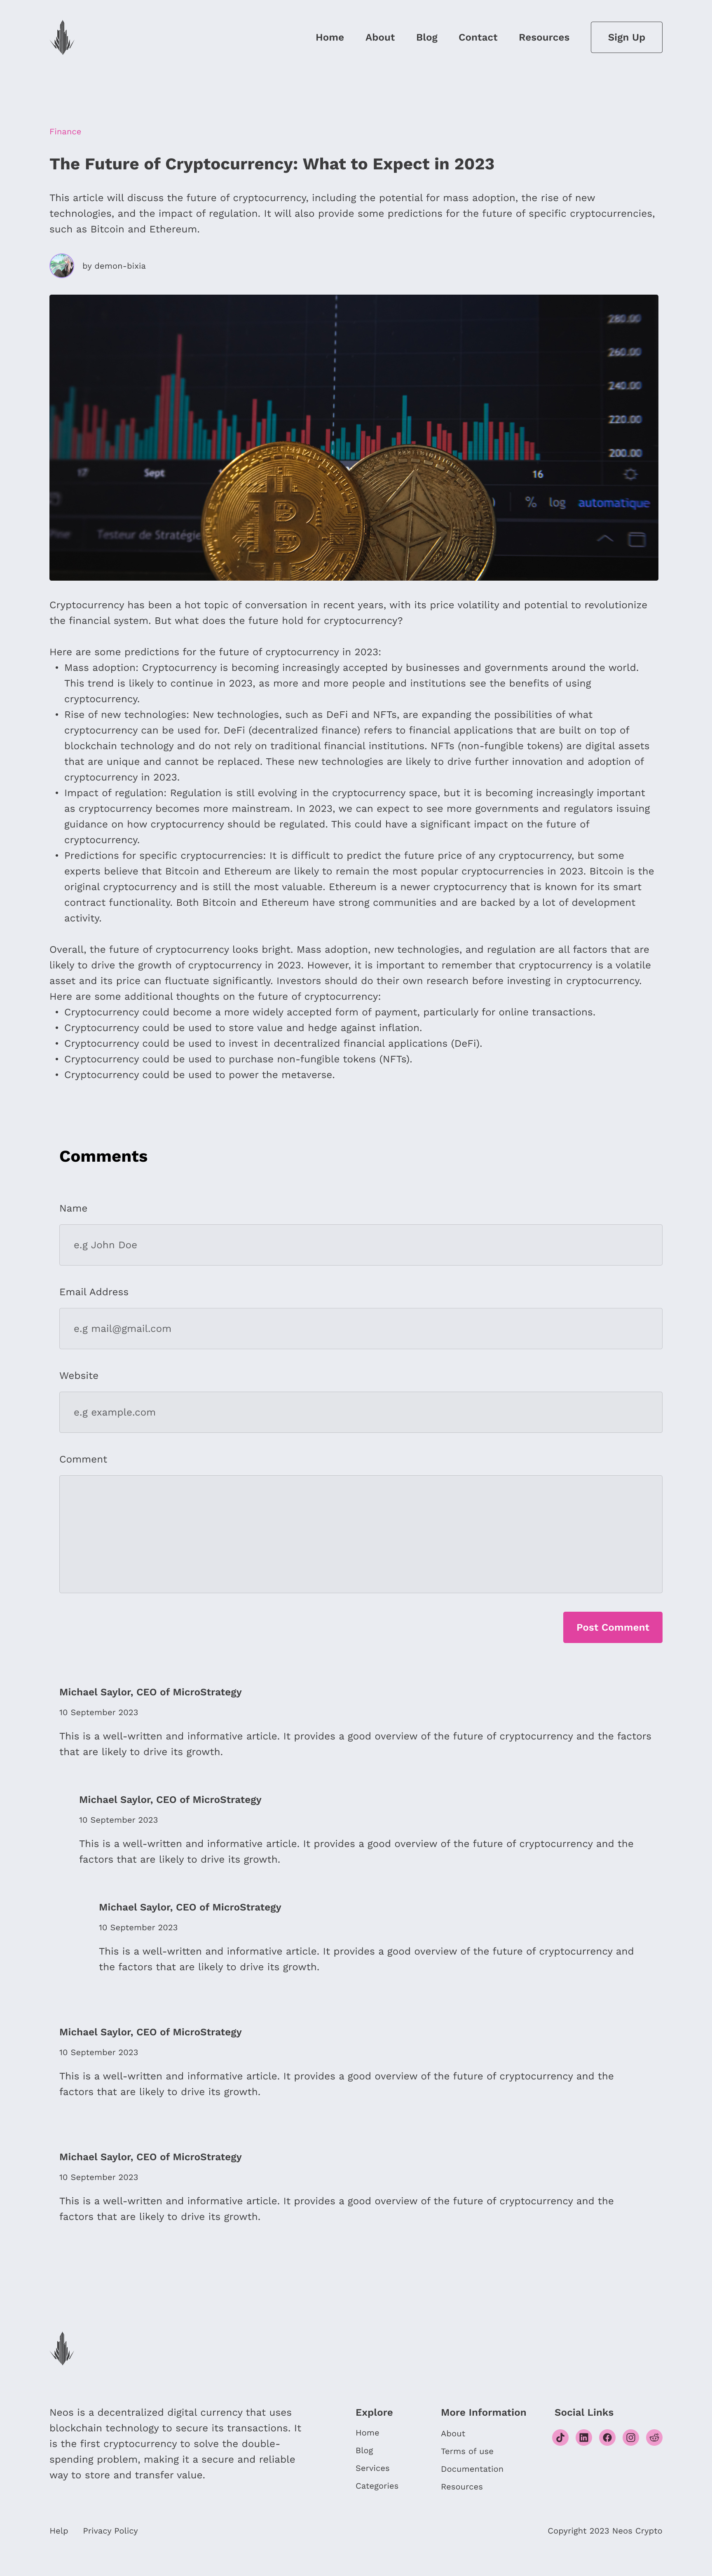 Home About Blog Contact Resources Sign Up
Finance
The Future of Cryptocurrency: What to Expect in 2023
This article will discuss the future of cryptocurrency, including the potential for mass adoption, the rise of new
technologies, and the impact of regulation. It will also provide some predictions for the future of specific cryptocurrencies,
such as Bitcoin and Ethereum.
by demon-bixia
280.00
260.00
240.00
220.00
200.00
17 Sept 16
% log automatique
Testeur de Stratégie
Cryptocurrency has been a hot topic of conversation in recent years, with its price volatility and potential to revolutionize
the financial system. But what does the future hold for cryptocurrency?
Here are some predictions for the future of cryptocurrency in 2023:
• Mass adoption: Cryptocurrency is becoming increasingly accepted by businesses and governments around the world.
This trend is likely to continue in 2023, as more and more people and institutions see the benefits of using
cryptocurrency.
• Rise of new technologies: New technologies, such as DeFi and NFTs, are expanding the possibilities of what
cryptocurrency can be used for. DeFi (decentralized finance) refers to financial applications that are built on top of
blockchain technology and do not rely on traditional financial institutions. NFTs (non-fungible tokens) are digital assets
that are unique and cannot be replaced. These new technologies are likely to drive further innovation and adoption of
cryptocurrency in 2023.
• Impact of regulation: Regulation is still evolving in the cryptocurrency space, but it is becoming increasingly important
as cryptocurrency becomes more mainstream. In 2023, we can expect to see more governments and regulators issuing
guidance on how cryptocurrency should be regulated. This could have a significant impact on the future of
cryptocurrency.
• Predictions for specific cryptocurrencies: It is difficult to predict the future price of any cryptocurrency, but some
experts believe that Bitcoin and Ethereum are likely to remain the most popular cryptocurrencies in 2023. Bitcoin is the
original cryptocurrency and is still the most valuable. Ethereum is a newer cryptocurrency that is known for its smart
contract functionality. Both Bitcoin and Ethereum have strong communities and are backed by a lot of development
activity.
Overall, the future of cryptocurrency looks bright. Mass adoption, new technologies, and regulation are all factors that are
likely to drive the growth of cryptocurrency in 2023. However, it is important to remember that cryptocurrency is a volatile
asset and its price can fluctuate significantly. Investors should do their own research before investing in cryptocurrency.
Here are some additional thoughts on the future of cryptocurrency:
• Cryptocurrency could become a more widely accepted form of payment, particularly for online transactions.
• Cryptocurrency could be used to store value and hedge against inflation.
• Cryptocurrency could be used to invest in decentralized financial applications (DeFi).
• Cryptocurrency could be used to purchase non-fungible tokens (NFTs).
• Cryptocurrency could be used to power the metaverse.
Comments
Name
e.g John Doe
Email Address
e.g mail@gmail.com
Website
e.g example.com
Comment
Post Comment
Michael Saylor, CEO of MicroStrategy
10 September 2023
This is a well-written and informative article. It provides a good overview of the future of cryptocurrency and the factors
that are likely to drive its growth.
Michael Saylor, CEO of MicroStrategy
10 September 2023
This is a well-written and informative article. It provides a good overview of the future of cryptocurrency and the
factors that are likely to drive its growth.
Michael Saylor, CEO of MicroStrategy
10 September 2023
This is a well-written and informative article. It provides a good overview of the future of cryptocurrency and
the factors that are likely to drive its growth.
Michael Saylor, CEO of MicroStrategy
10 September 2023
This is a well-written and informative article. It provides a good overview of the future of cryptocurrency and the
factors that are likely to drive its growth.
Michael Saylor, CEO of MicroStrategy
10 September 2023
This is a well-written and informative article. It provides a good overview of the future of cryptocurrency and the
factors that are likely to drive its growth.
Neos is a decentralized digital currency that uses
blockchain technology to secure its transactions. It
is the first cryptocurrency to solve the double-
spending problem, making it a secure and reliable
way to store and transfer value.
Explore
Home
Blog
Services
Categories
More Information
About
Terms of use
Documentation
Resources
Social Links
Help Privacy Policy
Copyright 2023 Neos Crypto